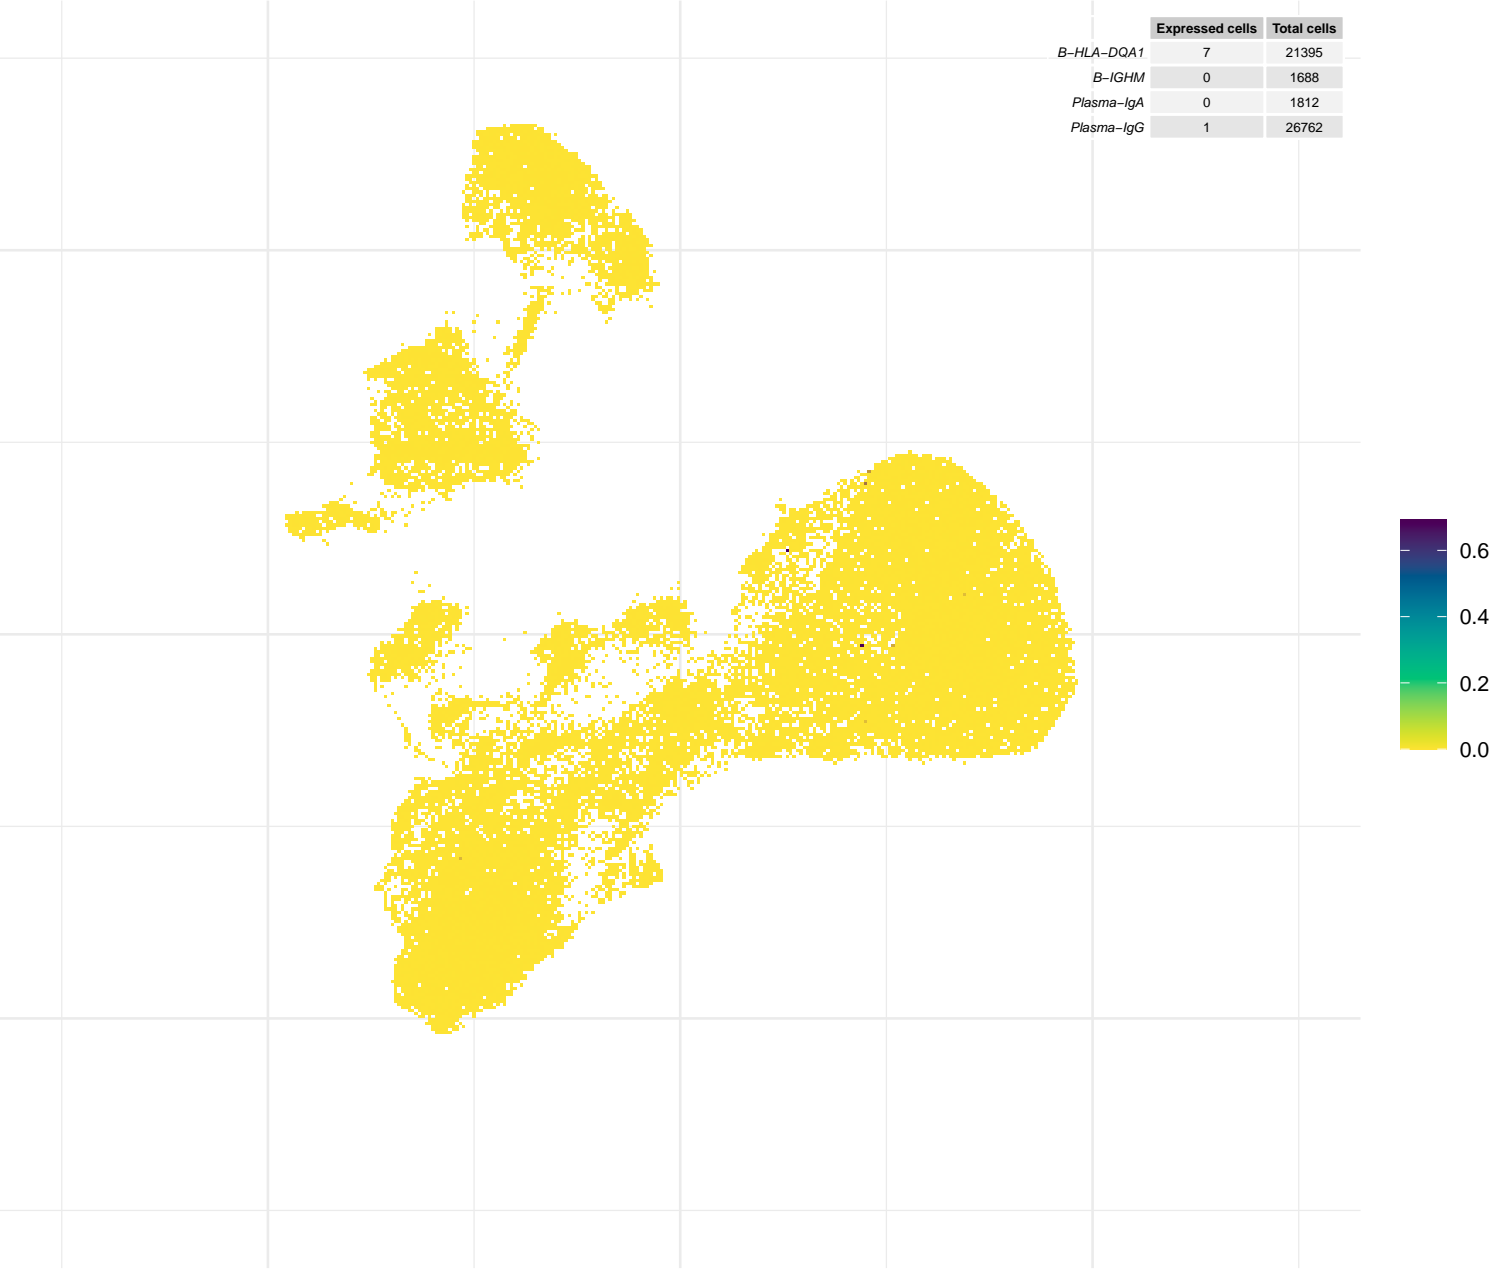 Expressed cells Total cells
B−HLA−DQA1 7 21395
B−IGHM 0 1688
Plasma−IgA 0 1812
Plasma−IgG 1 26762
0.6
0.4
0.2
0.0